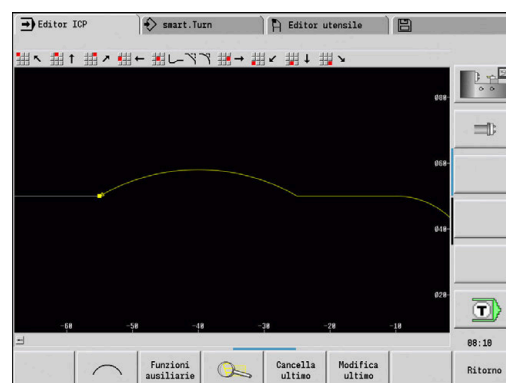 Editor ICP smart.Turn Editor utensile
080
060
040
020
-60 -50 -40 -30 -20 -10
T
08:10
Funzioni ausiliarie Cancella ultimo Modifica ultimo Ritorno